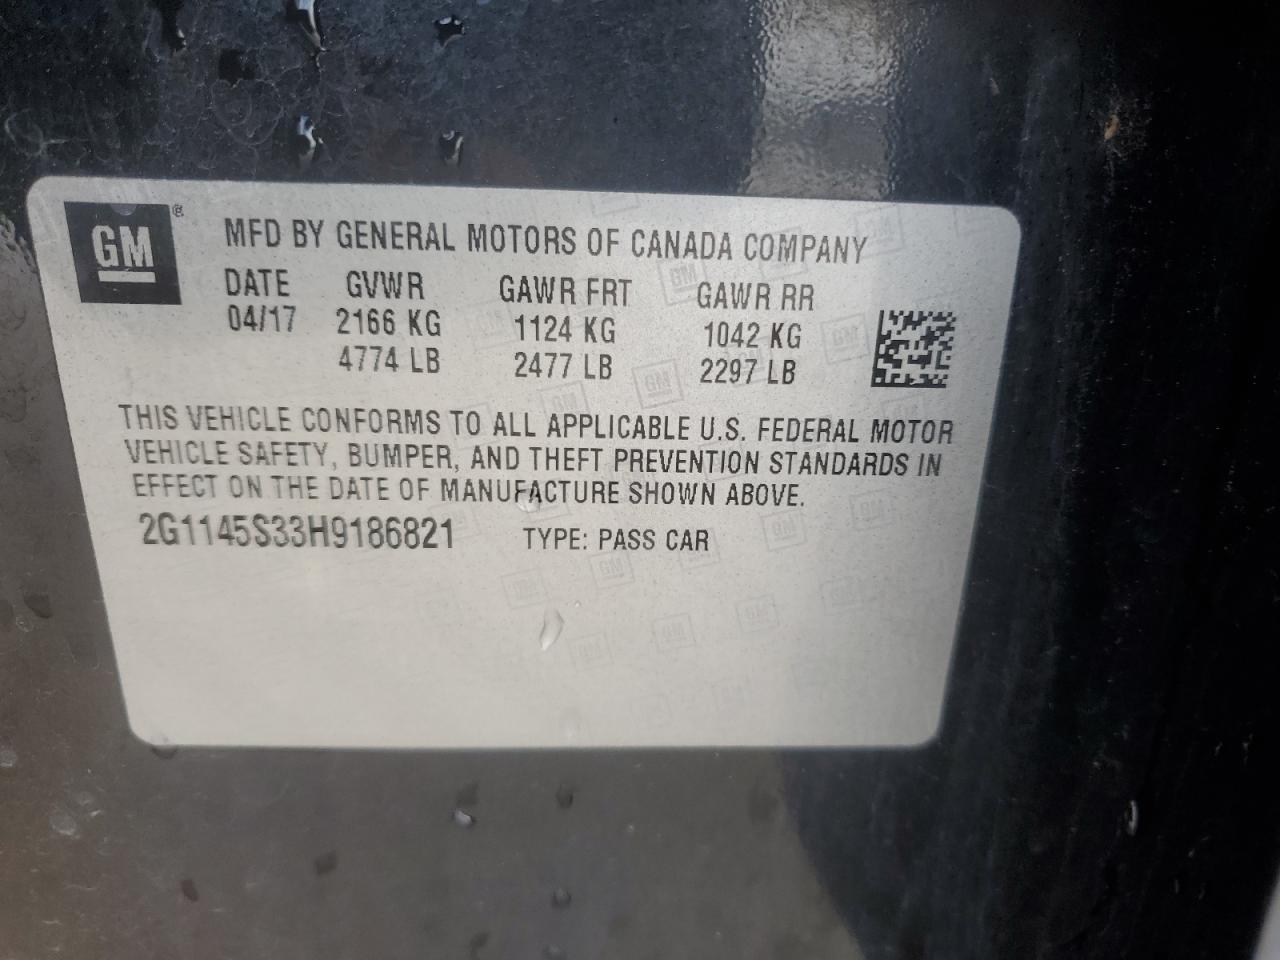 GM ®
MFD BY GENERAL MOTORS OF CANADA COMPANY
DATE GVWR GAWR FRT GAWR RR
04/17 2166 KG 1124 KG 1042 KG
4774 LB 2477 LB 2297 LB
THIS VEHICLE CONFORMS TO ALL APPLICABLE U.S. FEDERAL MOTOR
VEHICLE SAFETY, BUMPER, AND THEFT PREVENTION STANDARDS IN
EFFECT ON THE DATE OF MANUFACTURE SHOWN ABOVE.
2G1145S33H9186821 TYPE: PASS CAR